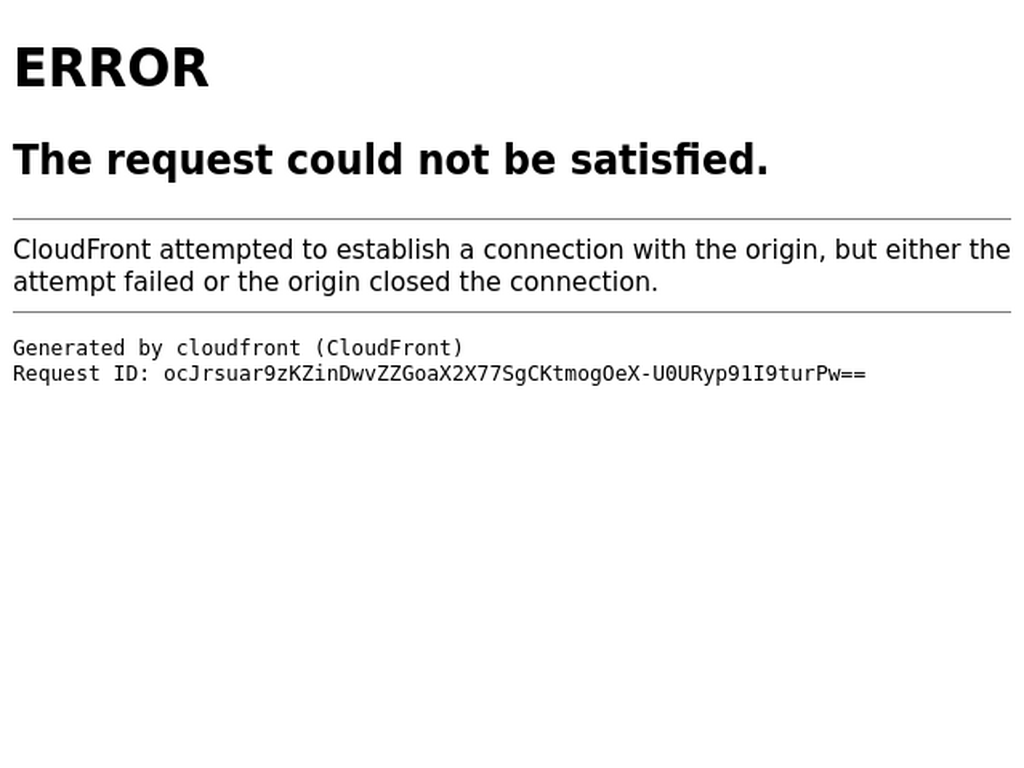 ERROR
The request could not be satisfied.
CloudFront attempted to establish a connection with the origin, but either the
attempt failed or the origin closed the connection.
Generated by cloudfront (CloudFront)
Request ID: ocJrsuar9zKZinDwvZZGoaX2X77SgCKtmogOeX-U0URyp91I9turPw==